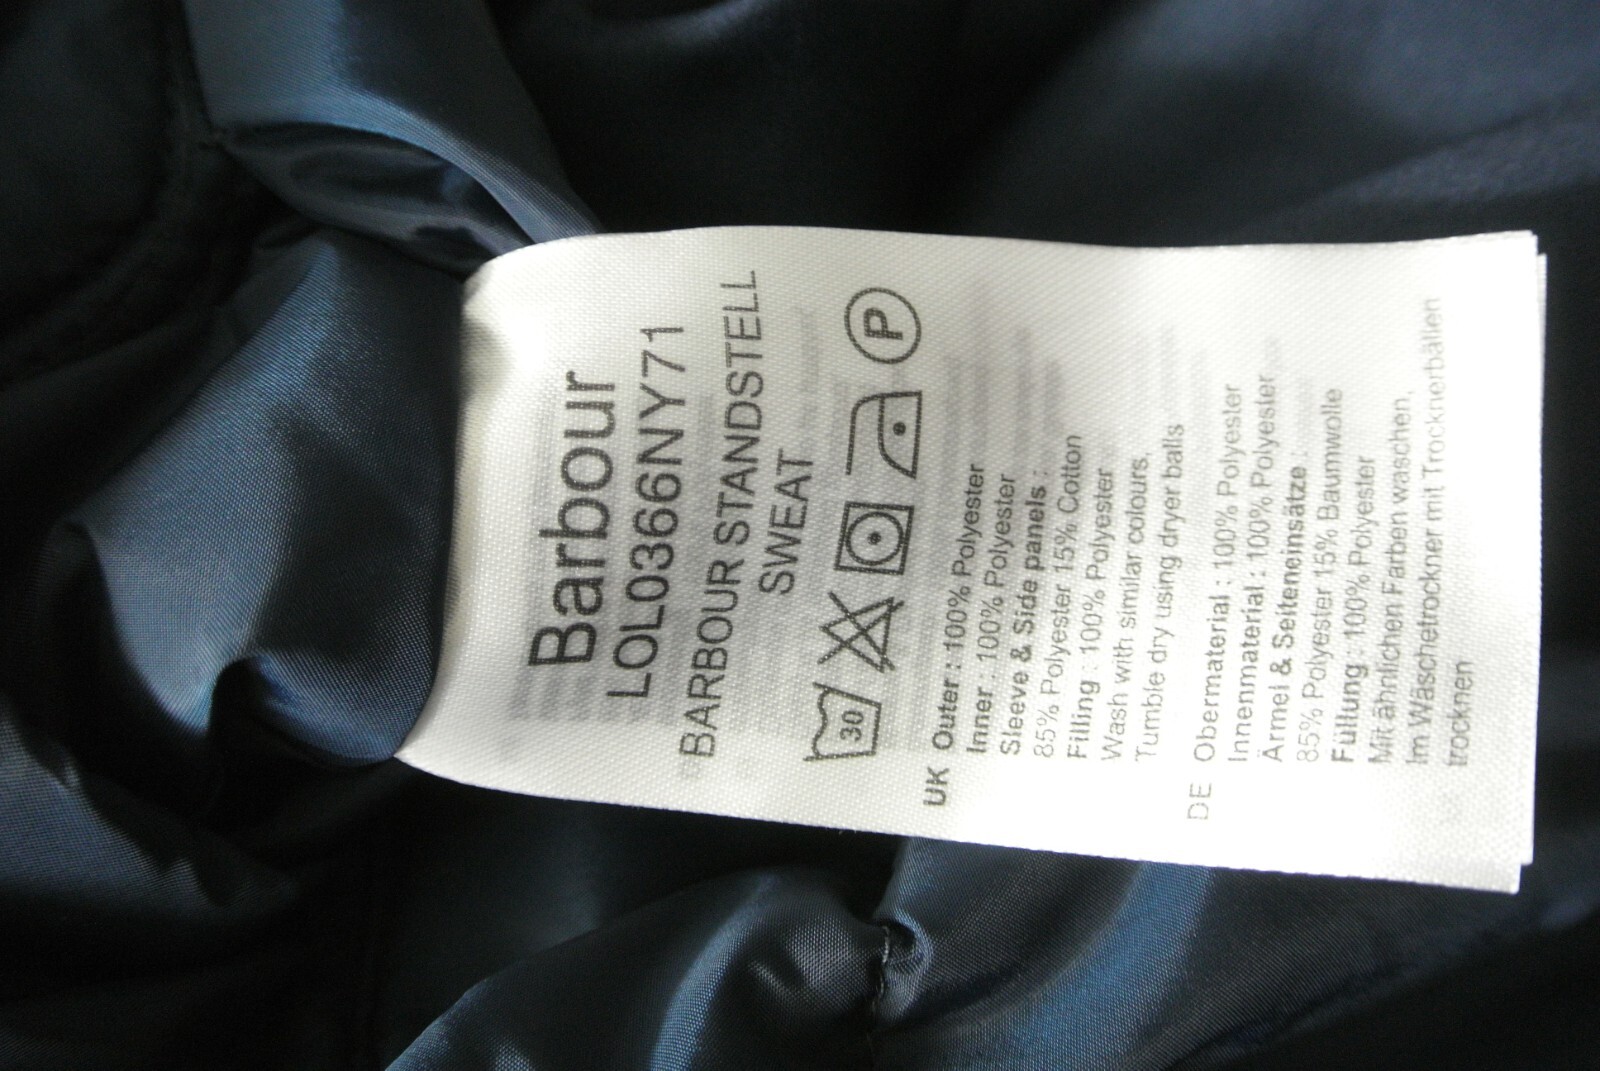 Barbour
LOL0366NY71
BARBOUR STANDSTELL
SWEAT
30 P
UK Outer : 100% Polyester
Inner : 100% Polyester
Sleeve & Side panels :
85% Polyester 15% Cotton
Filling : 100% Polyester
Wash with similar colours,
Tumble dry using dryer balls
DE Obermaterial : 100% Polyester
Innenmaterial : 100% Polyester
Ärmel & Seiteneinsätze :
85% Polyester 15% Baumwolle
Füllung : 100% Polyester
Mit ähnlichen Farben waschen,
Im Wäschetrockner mit Trocknerbällen
trocknen